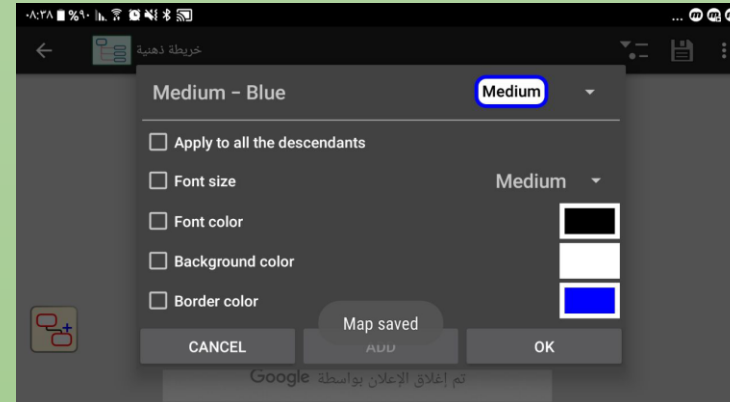 ٠٨:٣٨ %٩٠ ...
خريطة ذهنية
Medium - Blue Medium
Apply to all the descendants
Font size Medium
Font color
Background color
Border color
Map saved
CANCEL ADD OK
تم إغلاق الإعلان بواسطة Google